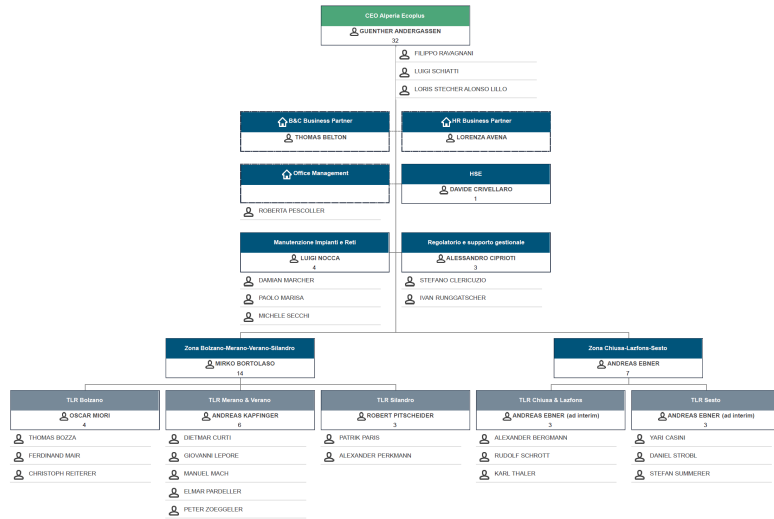 CEO Alperia Ecoplus
GUENTHER ANDERGASSEN
32
FILIPPO RAVAGNANI
LUIGI SCHIATTI
LORIS STECHER ALONSO LILLO
B&C Business Partner
THOMAS BELTON
HR Business Partner
LORENZA AVENA
Office Management
ROBERTA PESCOLLER
HSE
DAVIDE CRIVELLARO
1
Manutenzione Impianti e Reti
LUIGI NOCCA
4
DAMIAN MARCHER
PAOLO MARISA
MICHELE SECCHI
Regolatorio e supporto gestionale
ALESSANDRO CIPRIOTI
3
STEFANO CLERICUZIO
IVAN RUNGGATSCHER
Zona Bolzano-Merano-Verano-Silandro
MIRKO BORTOLASO
14
Zona Chiusa-Lazfons-Sesto
ANDREAS EBNER
7
TLR Bolzano
OSCAR MIORI
4
THOMAS BOZZA
FERDINAND MAIR
CHRISTOPH REITERER
TLR Merano & Verano
ANDREAS KAPFINGER
6
DIETMAR CURTI
GIOVANNI LEPORE
MANUEL MACH
ELMAR PARDELLER
PETER ZOEGGELER
TLR Silandro
ROBERT PITSCHEIDER
3
PATRIK PARIS
ALEXANDER PERKMANN
TLR Chiusa & Lazfons
ANDREAS EBNER (ad interim)
3
ALEXANDER BERGMANN
RUDOLF SCHROTT
KARL THALER
TLR Sesto
ANDREAS EBNER (ad interim)
3
YARI CASINI
DANIEL STROBL
STEFAN SUMMERER